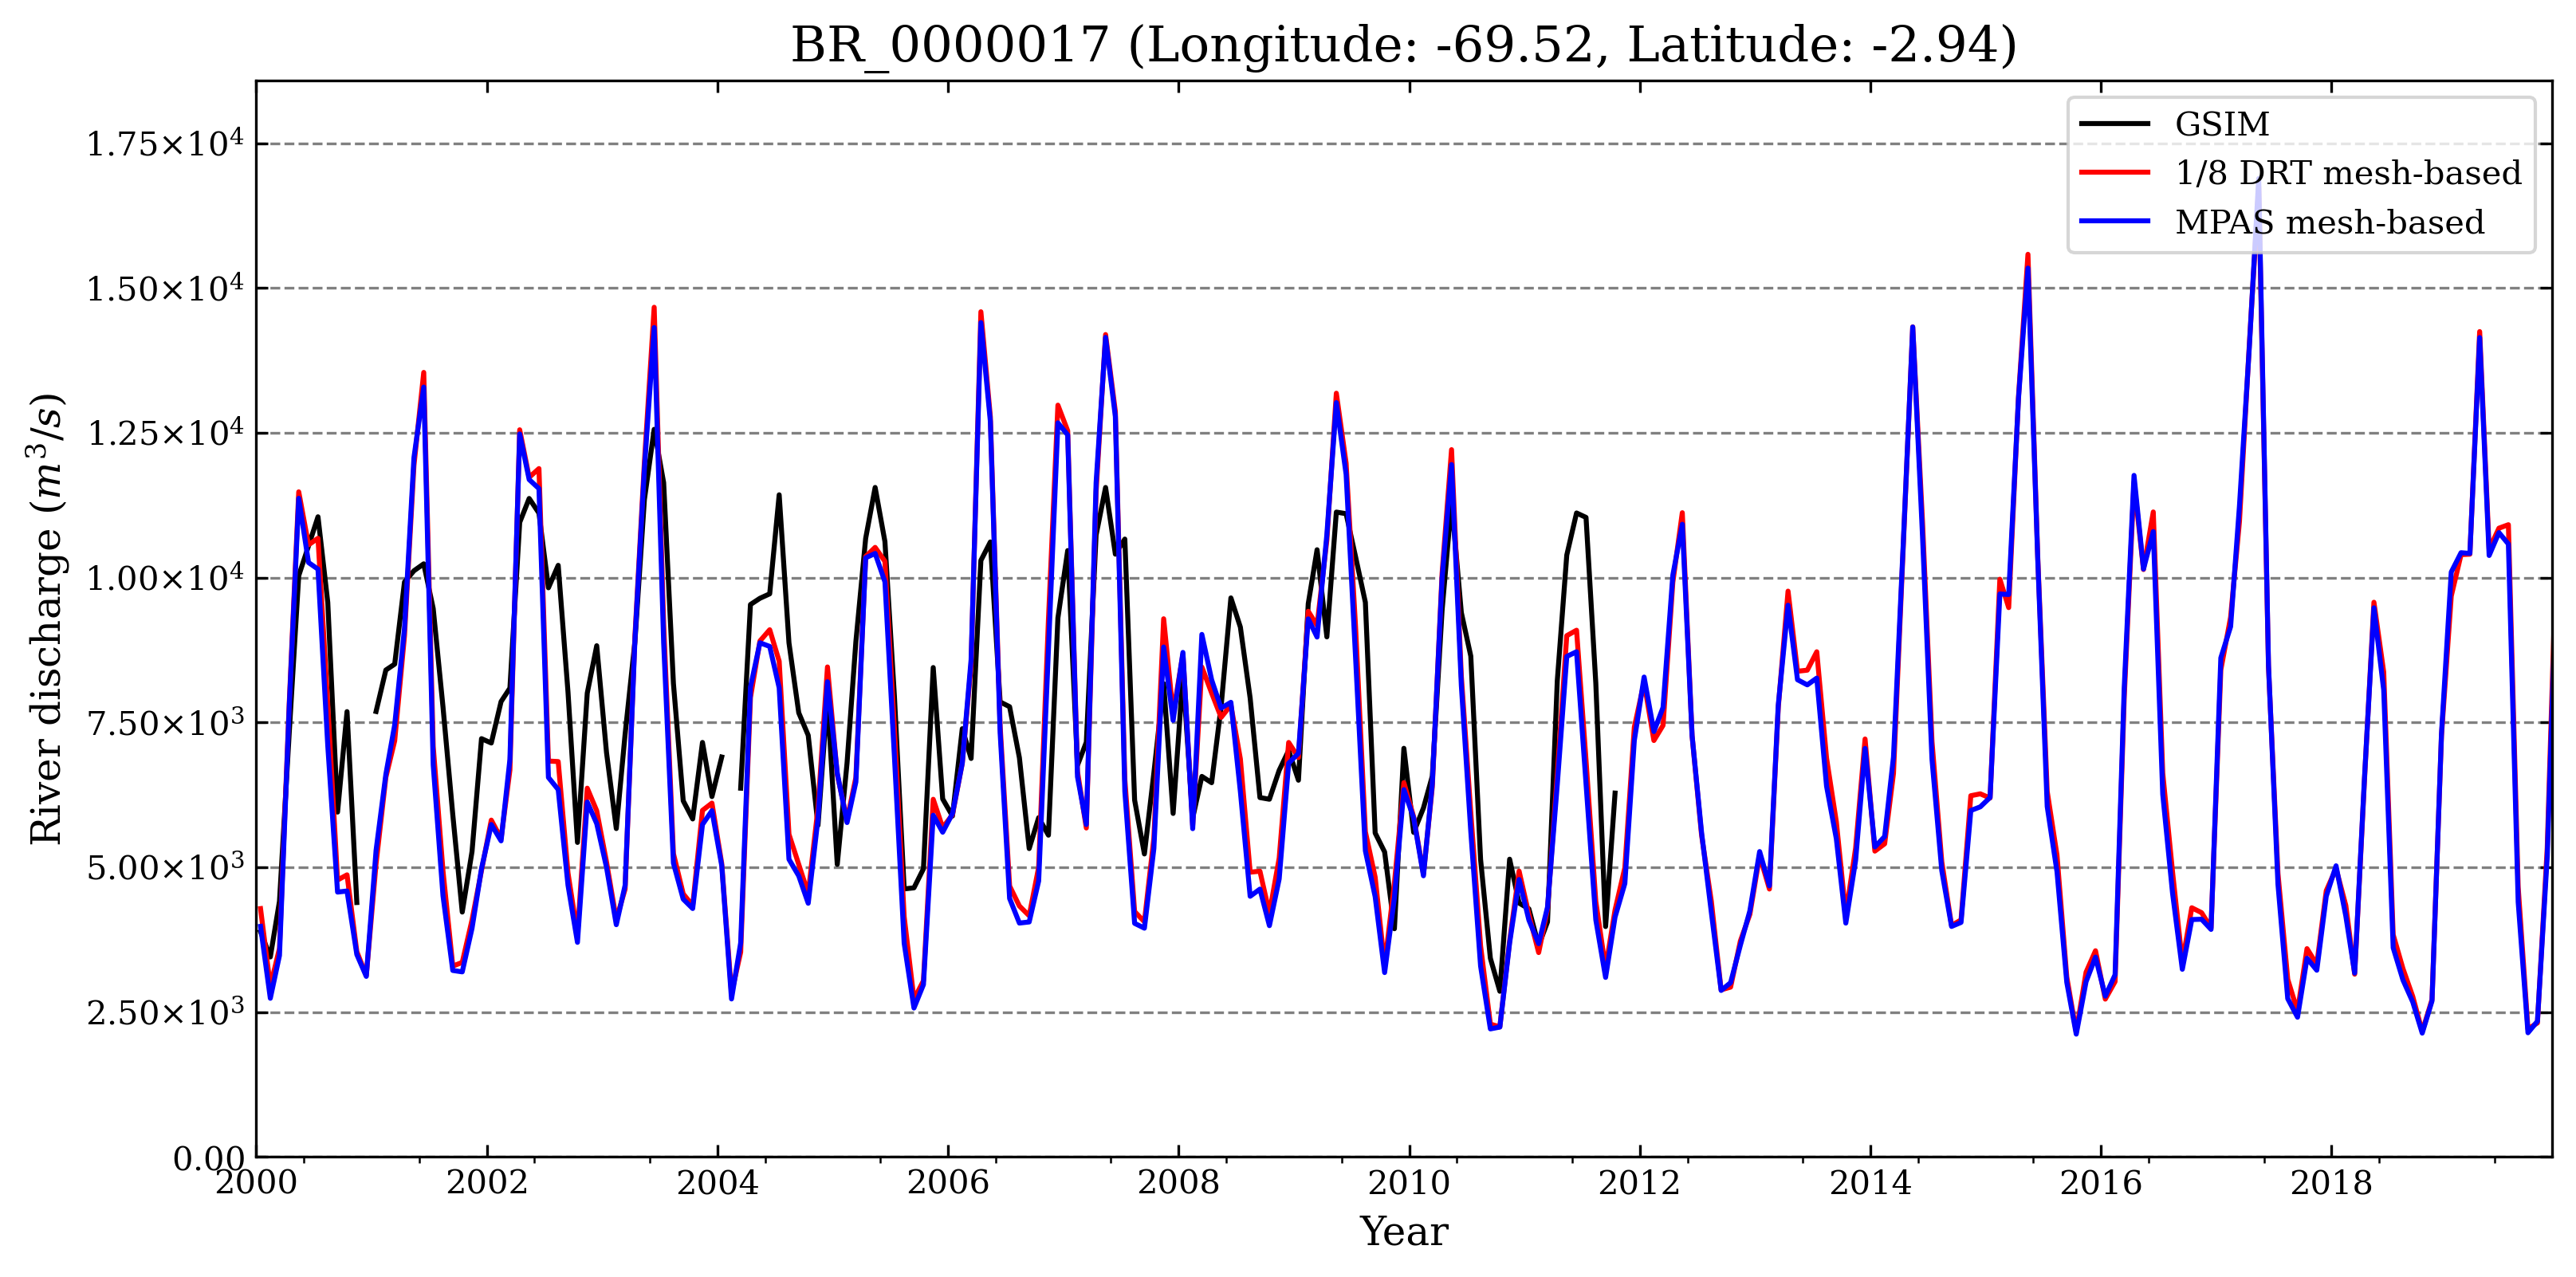 BR_0000017 (Longitude: -69.52, Latitude: -2.94)
GSIM
1/8 DRT mesh-based
MPAS mesh-based
River discharge (m³/s)
1.75×10⁴
1.50×10⁴
1.25×10⁴
1.00×10⁴
7.50×10³
5.00×10³
2.50×10³
0.00
2000 2002 2004 2006 2008 2010 2012 2014 2016 2018
Year